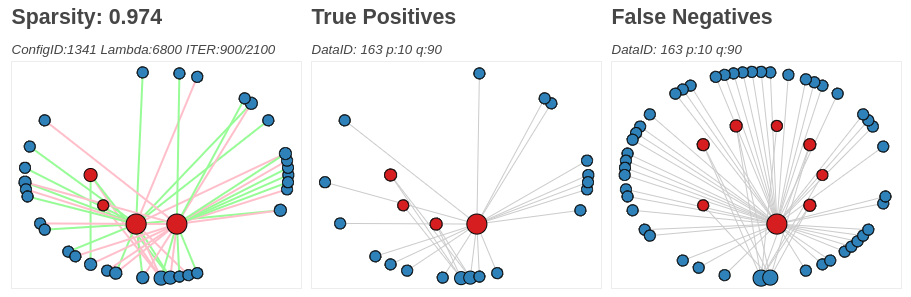 Sparsity: 0.974
ConfigID:1341 Lambda:6800 ITER:900/2100
True Positives
DataID: 163 p:10 q:90
False Negatives
DataID: 163 p:10 q:90